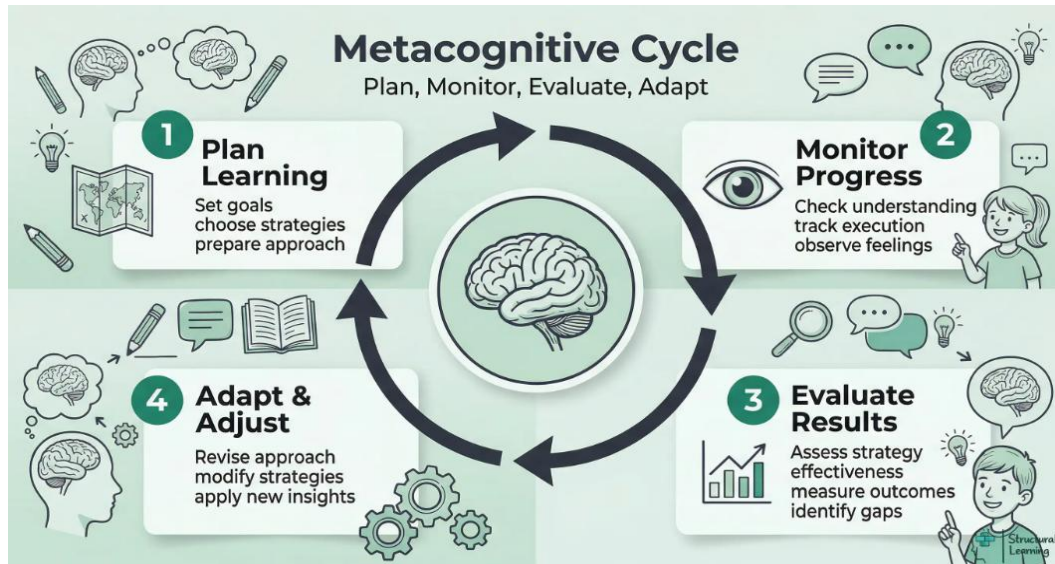 Metacognitive Cycle
Plan, Monitor, Evaluate, Adapt
1
Plan
Learning
Set goals
choose strategies
prepare approach
2
Monitor
Progress
Check understanding
track execution
observe feelings
3
Evaluate
Results
Assess strategy
effectiveness
measure outcomes
identify gaps
4
Adapt &
Adjust
Revise approach
modify strategies
apply new insights
Structural
Learning